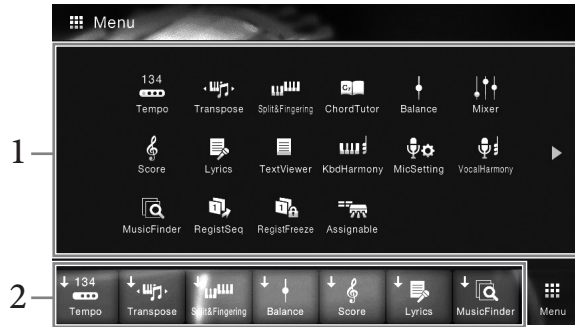 Menu
1
134
Tempo
Transpose
Split&Fingering
ChordTutor
Balance
Mixer
Score
Lyrics
TextViewer
KbdHarmony
MicSetting
VocalHarmony
MusicFinder
RegistSeq
RegistFreeze
Assignable
2
134
Tempo
Transpose
Split&Fingering
Balance
Score
Lyrics
MusicFinder
Menu